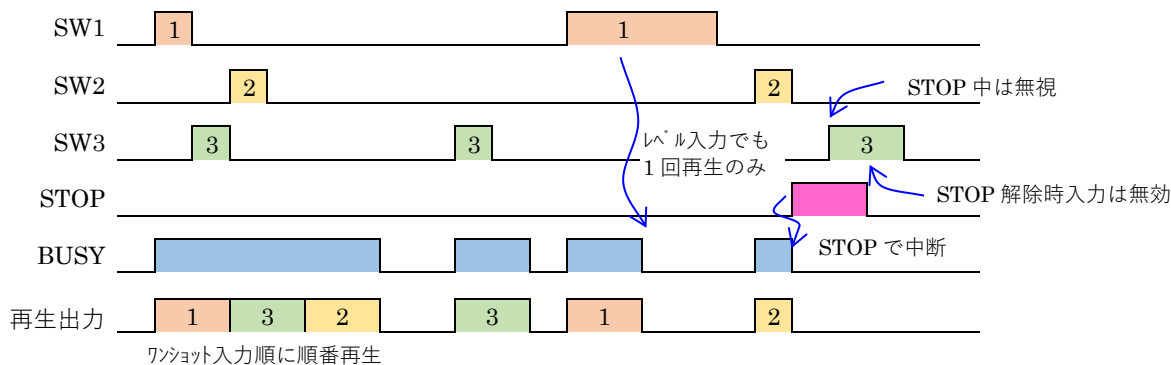 SW1 1 1
SW2 2 2 STOP 中は無視
SW3 3 3 ﾚﾍﾞﾙ入力でも 3
1 回再生のみ
STOP STOP 解除時入力は無効
BUSY STOP で中断
再生出力 1 3 2 3 1 2
ﾜﾝｼｮｯﾄ入力順に順番再生